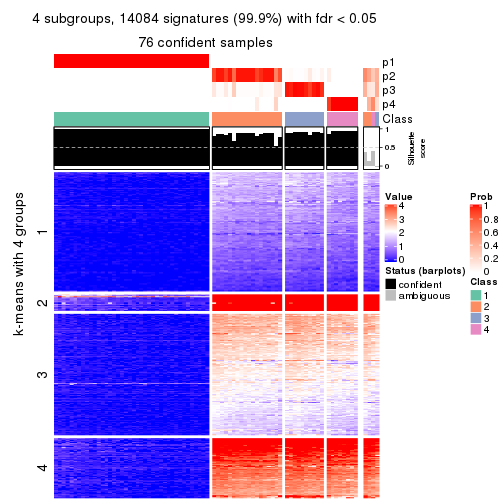 4 subgroups, 14084 signatures (99.9%) with fdr < 0.05
76 confident samples
p1
p2
p3
p4
Class
1
0.5
0
Silhouette
score
k-means with 4 groups
1
2
3
4
Value
4
3
2
1
0
Status (barplots)
confident
ambiguous
Prob
1
0.8
0.6
0.4
0.2
0
Class
1
2
3
4